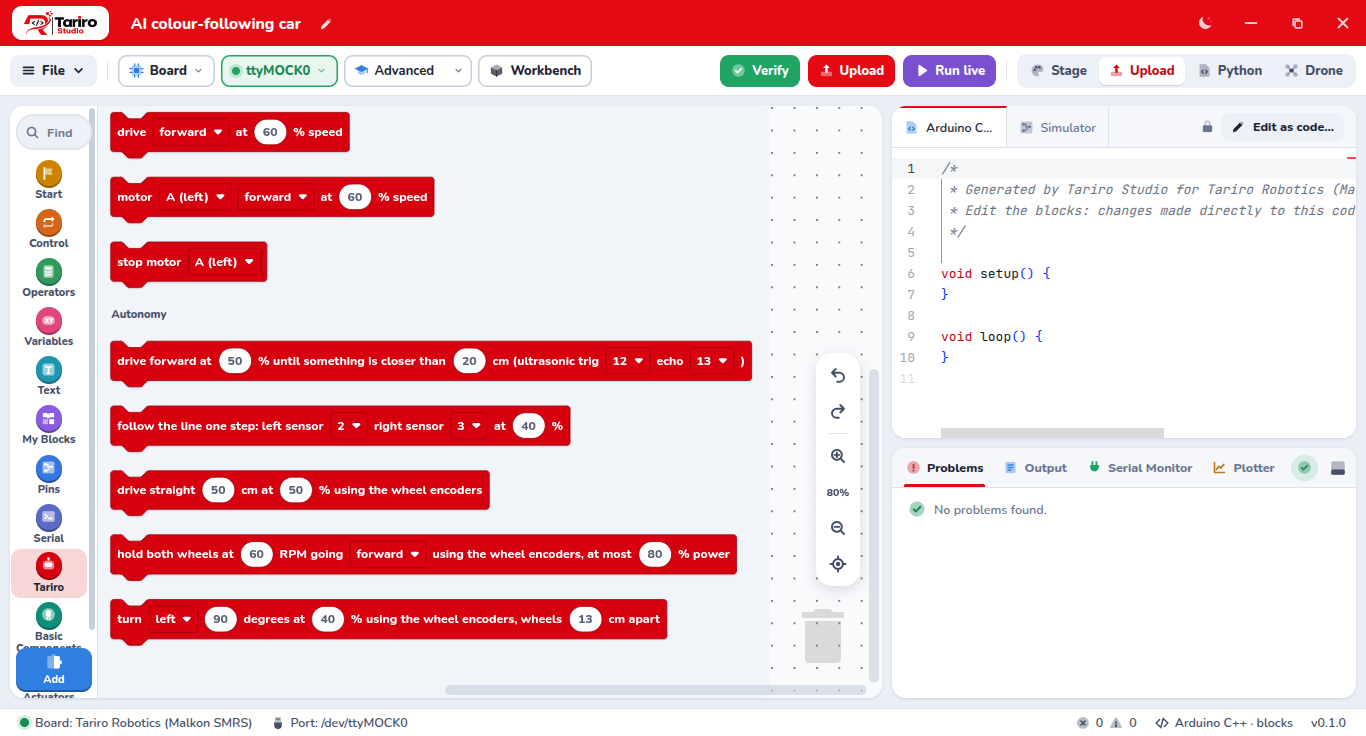 Tariro
Studio
AI colour-following car
File
Board
ttyMOCK0
Advanced
Workbench
Verify
Upload
Run live
Stage
Upload
Python
Drone
Find
Start
Control
Operators
Variables
Text
My Blocks
Pins
Serial
Tariro
Basic
Add
drive forward at 60 % speed
motor A (left) forward at 60 % speed
stop motor A (left)
Autonomy
drive forward at 50 % until something is closer than 20 cm (ultrasonic trig 12 echo 13 )
follow the line one step: left sensor 2 right sensor 3 at 40 %
drive straight 50 cm at 50 % using the wheel encoders
hold both wheels at 60 RPM going forward using the wheel encoders, at most 80 % power
turn left 90 degrees at 40 % using the wheel encoders, wheels 13 cm apart
80%
Arduino C...
Simulator
Edit as code...
1 /*
2 * Generated by Tariro Studio for Tariro Robotics (Ma
3 * Edit the blocks: changes made directly to this cod
4 */
5
6 void setup() {
7 }
8
9 void loop() {
10 }
11
Problems
Output
Serial Monitor
Plotter
No problems found.
Board: Tariro Robotics (Malkon SMRS)
Port: /dev/ttyMOCK0
0
0
Arduino C++ · blocks
v0.1.0